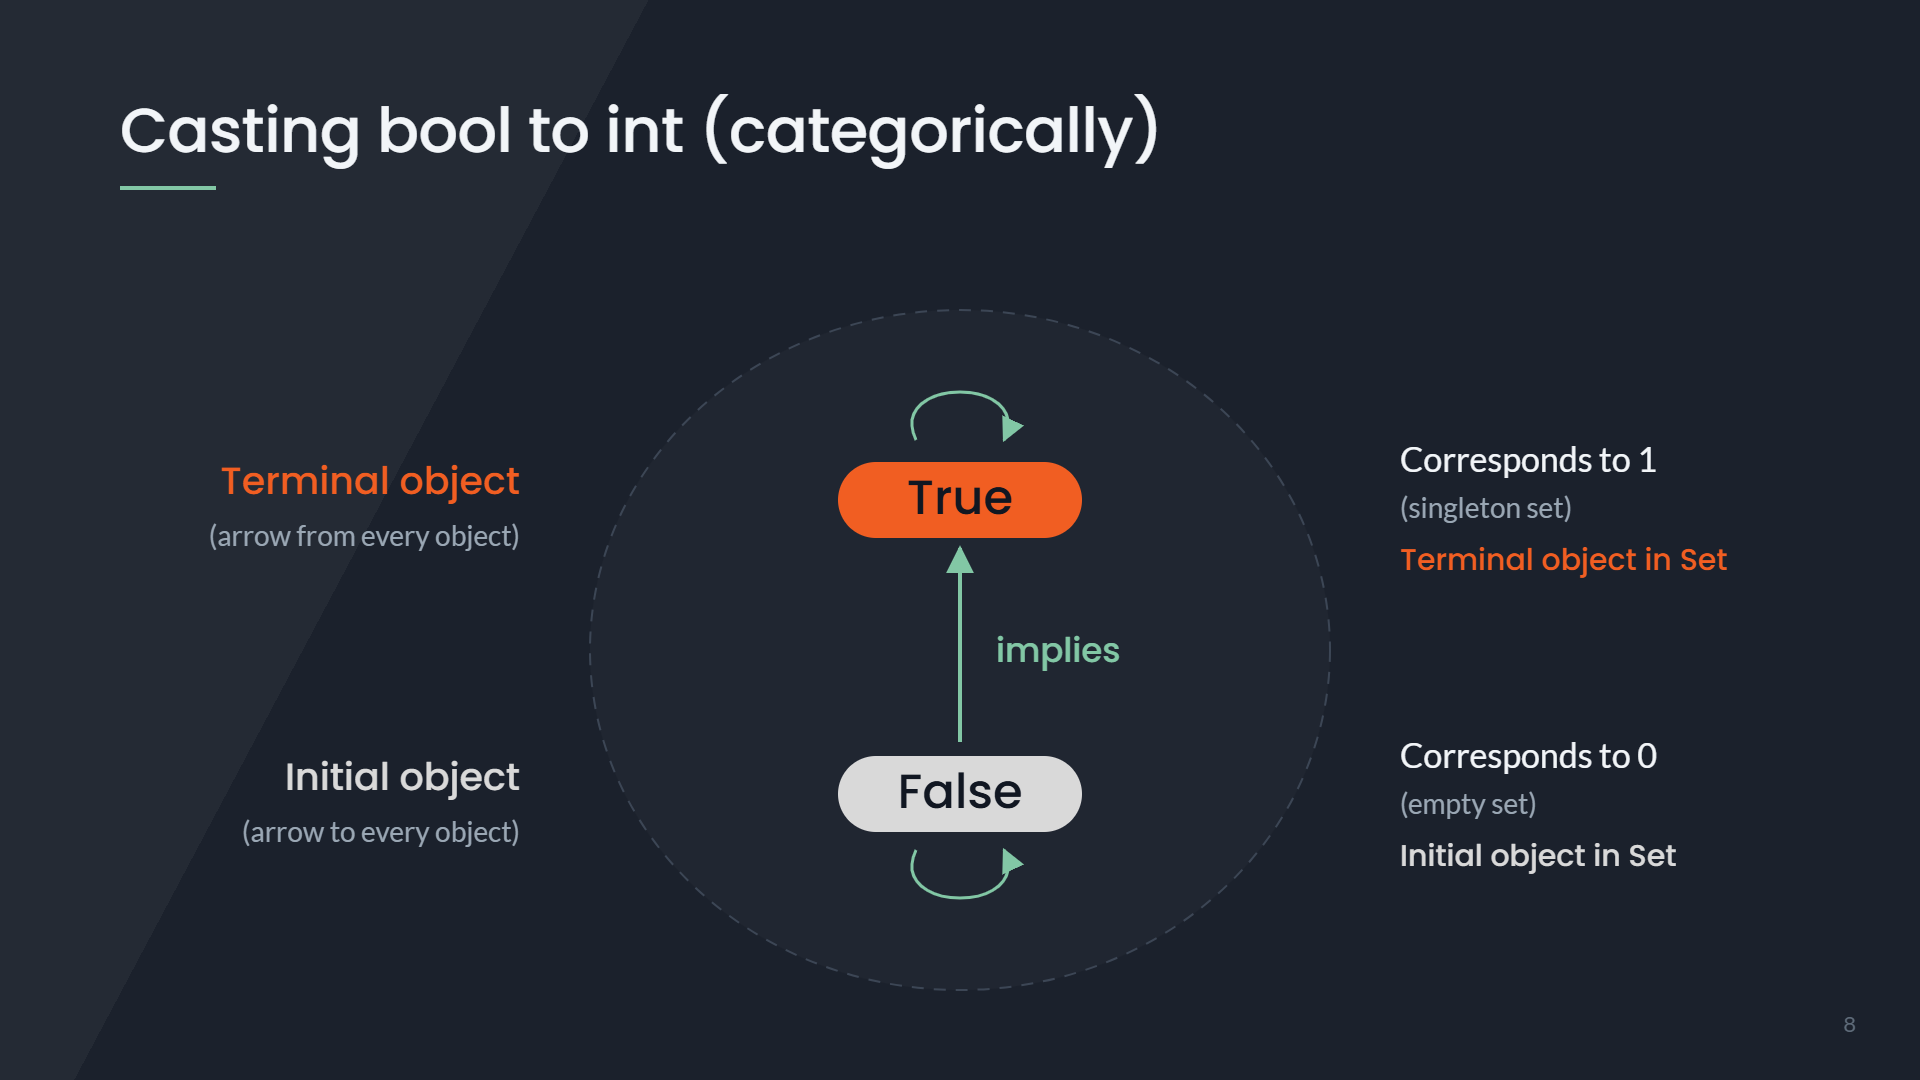 Casting bool to int (categorically)
Terminal object
(arrow from every object)
True
Corresponds to 1
(singleton set)
Terminal object in Set
implies
Initial object
(arrow to every object)
False
Corresponds to 0
(empty set)
Initial object in Set
8